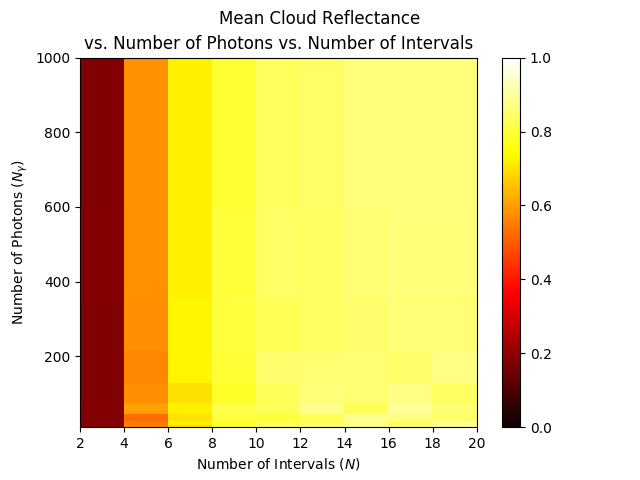 Mean Cloud Reflectance
vs. Number of Photons vs. Number of Intervals
1000
800
600
400
200
Number of Photons ($N_\gamma$)
2 4 6 8 10 12 14 16 18 20
Number of Intervals ($N$)
1.0
0.8
0.6
0.4
0.2
0.0